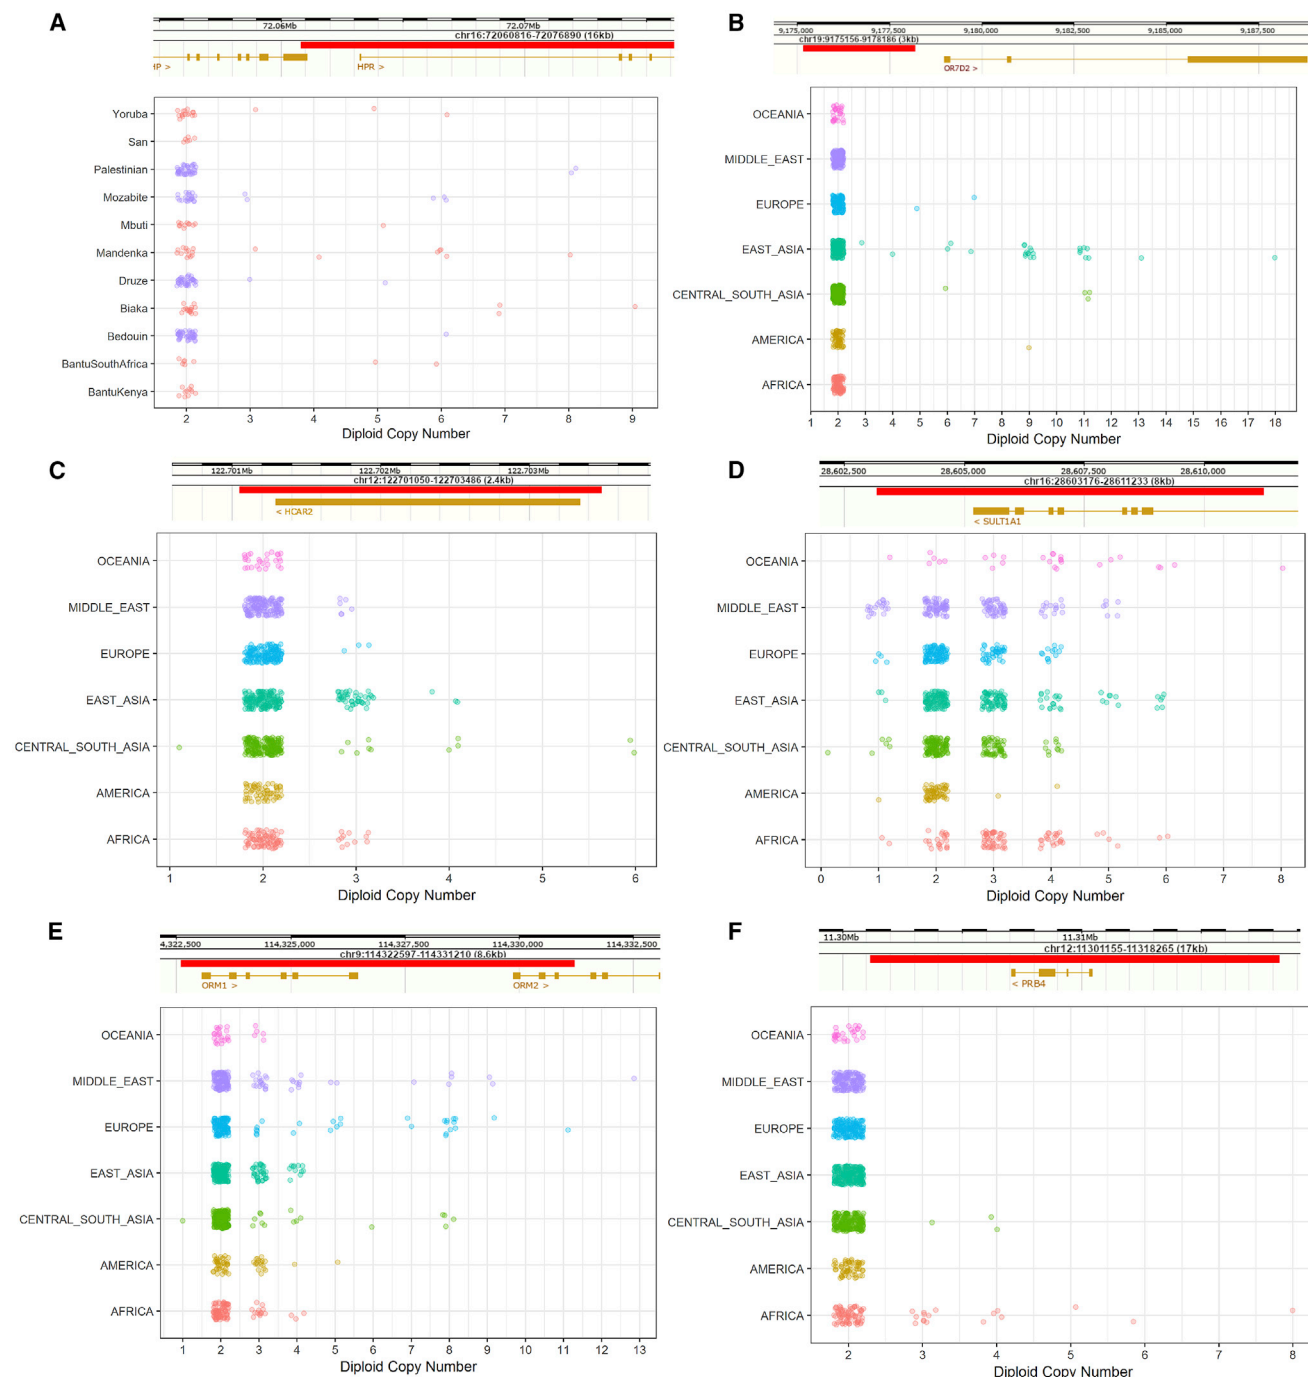 A
72.06Mb 72.07Mb
chr16:72060816-72076890 (16kb)
HP > HPR >
Yoruba
San
Palestinian
Mozabite
Mbuti
Mandenka
Druze
Biaka
Bedouin
BantuSouthAfrica
BantuKenya
2 3 4 5 6 7 8 9
Diploid Copy Number
B
9,175,000 9,177,500 9,180,000 9,182,500 9,185,000 9,187,500
chr19:9175156-9178186 (3kb)
OR7D2 >
OCEANIA
MIDDLE_EAST
EUROPE
EAST_ASIA
CENTRAL_SOUTH_ASIA
AMERICA
AFRICA
1 2 3 4 5 6 7 8 9 10 11 12 13 14 15 16 17 18
Diploid Copy Number
C
122.701Mb 122.702Mb 122.703Mb
chr12:122701050-122703486 (2.4kb)
< HCAR2
OCEANIA
MIDDLE_EAST
EUROPE
EAST_ASIA
CENTRAL_SOUTH_ASIA
AMERICA
AFRICA
1 2 3 4 5 6
Diploid Copy Number
D
28,602,500 28,605,000 28,607,500 28,610,000
chr16:28603176-28611233 (8kb)
< SULT1A1
OCEANIA
MIDDLE_EAST
EUROPE
EAST_ASIA
CENTRAL_SOUTH_ASIA
AMERICA
AFRICA
0 1 2 3 4 5 6 7 8
Diploid Copy Number
E
4,322,500 114,325,000 114,327,500 114,330,000 114,332,500
chr9:114322597-114331210 (8.6kb)
ORM1 > ORM2 >
OCEANIA
MIDDLE_EAST
EUROPE
EAST_ASIA
CENTRAL_SOUTH_ASIA
AMERICA
AFRICA
1 2 3 4 5 6 7 8 9 10 11 12 13
Diploid Copy Number
F
11.30Mb 11.31Mb
chr12:11301155-11318265 (17kb)
< PRB4
OCEANIA
MIDDLE_EAST
EUROPE
EAST_ASIA
CENTRAL_SOUTH_ASIA
AMERICA
AFRICA
2 3 4 5 6 7 8
Diploid Copy Number